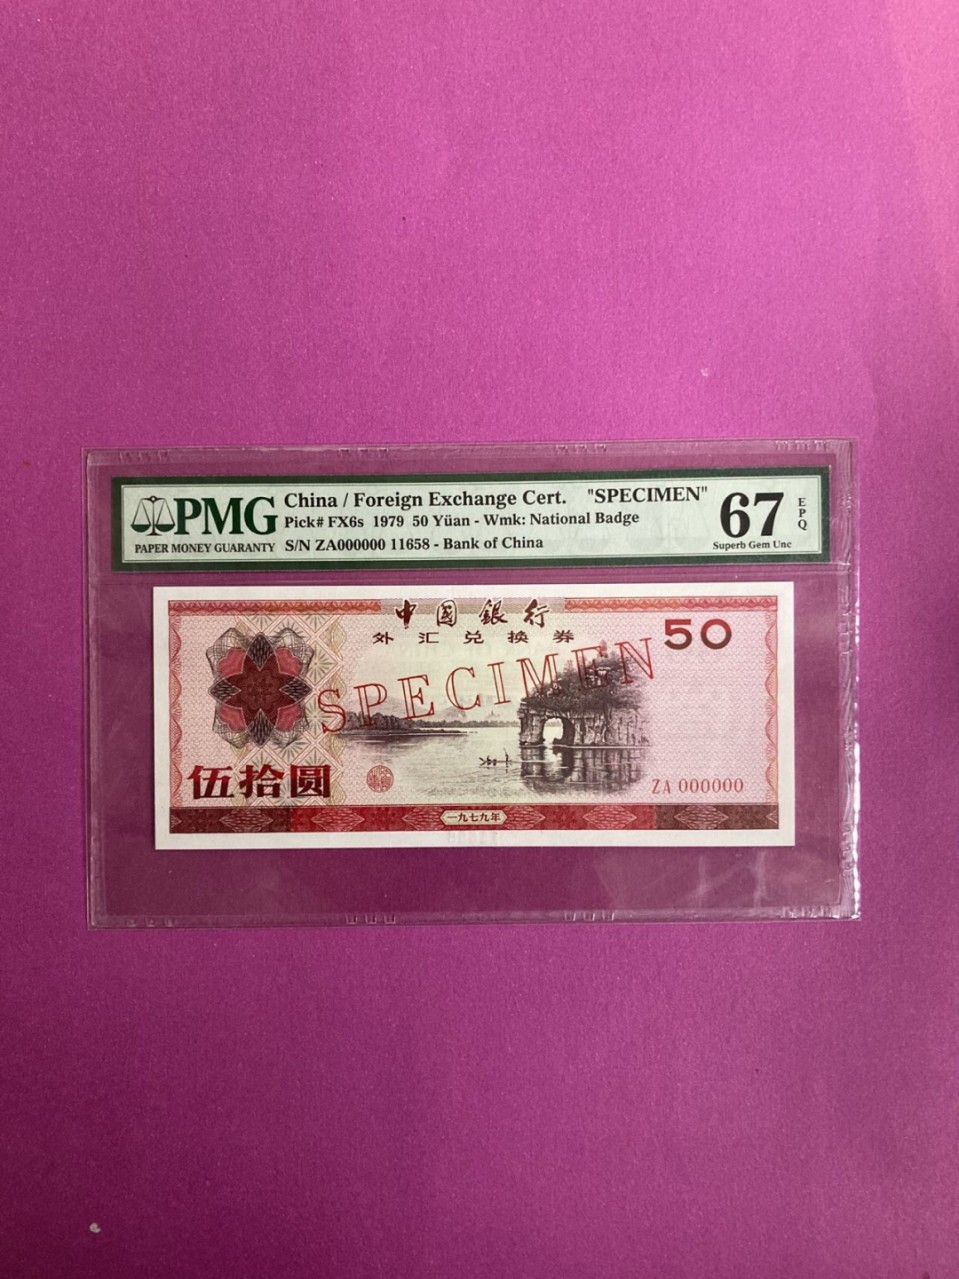 PMG
PAPER MONEY GUARANTY
China / Foreign Exchange Cert. "SPECIMEN"
Pick# FX6s 1979 50 Yüan - Wmk: National Badge
S/N ZA000000 11658 - Bank of China
67
EPQ
Superb Gem Unc
中国銀行
外汇兑换券
50
SPECIMEN
伍拾圆
ZA 000000
一九七九年